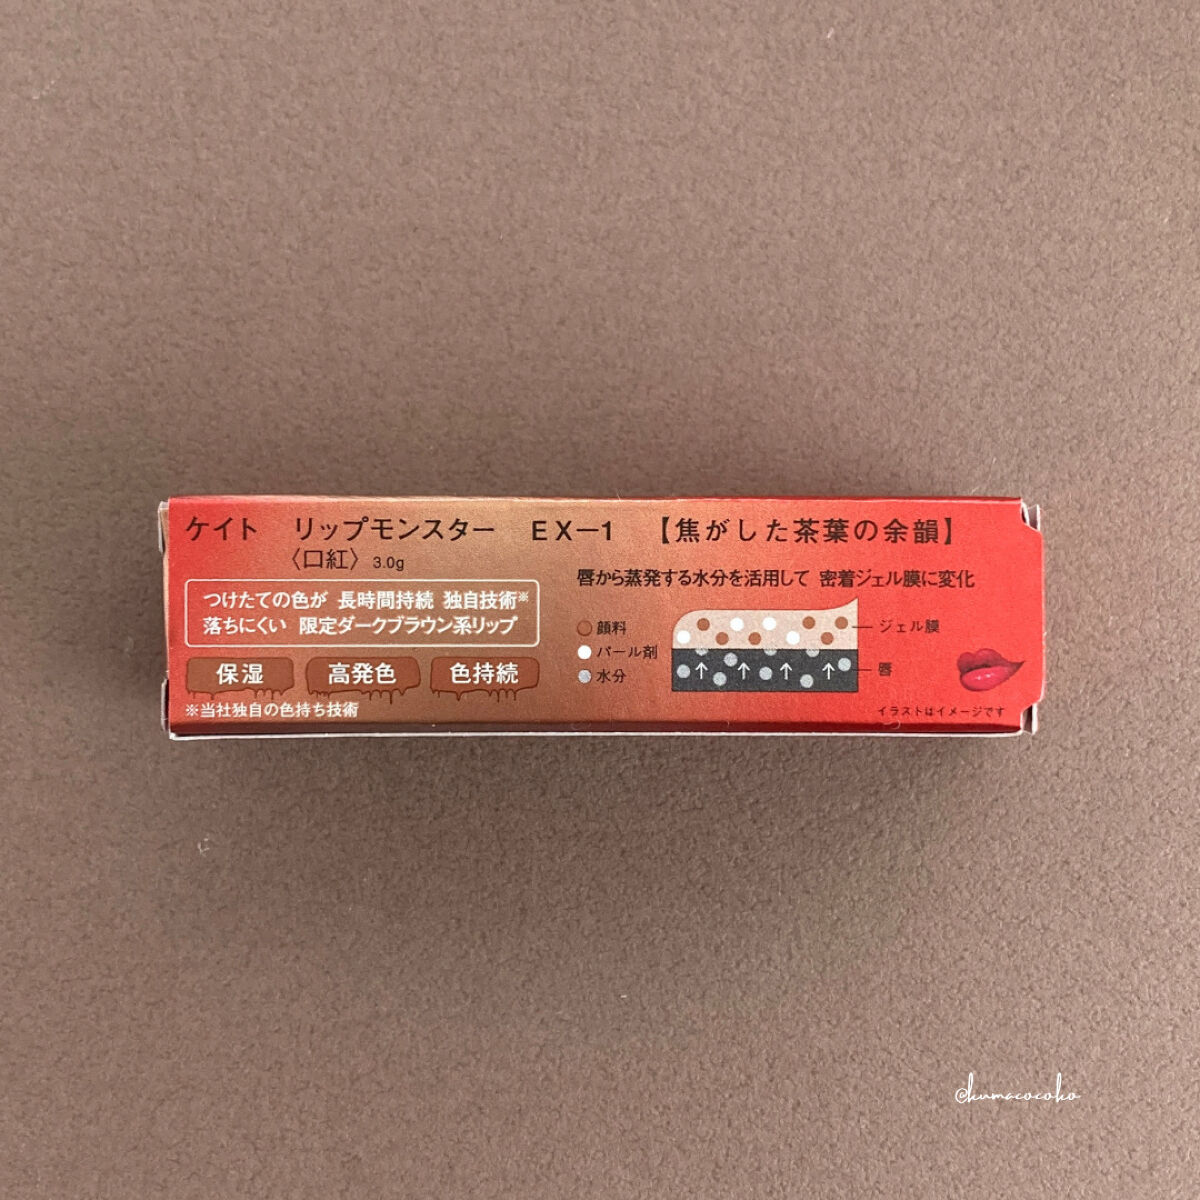 ケイト リップモンスター EX−1 【焦がした茶葉の余韻】
〈口紅〉 3.0g
つけたての色が 長時間持続 独自技術※
落ちにくい 限定ダークブラウン系リップ
保湿 高発色 色持続
※当社独自の色持ち技術
唇から蒸発する水分を活用して 密着ジェル膜に変化
顔料
パール剤
水分
ジェル膜
唇
イラストはイメージです
@kumacocoko